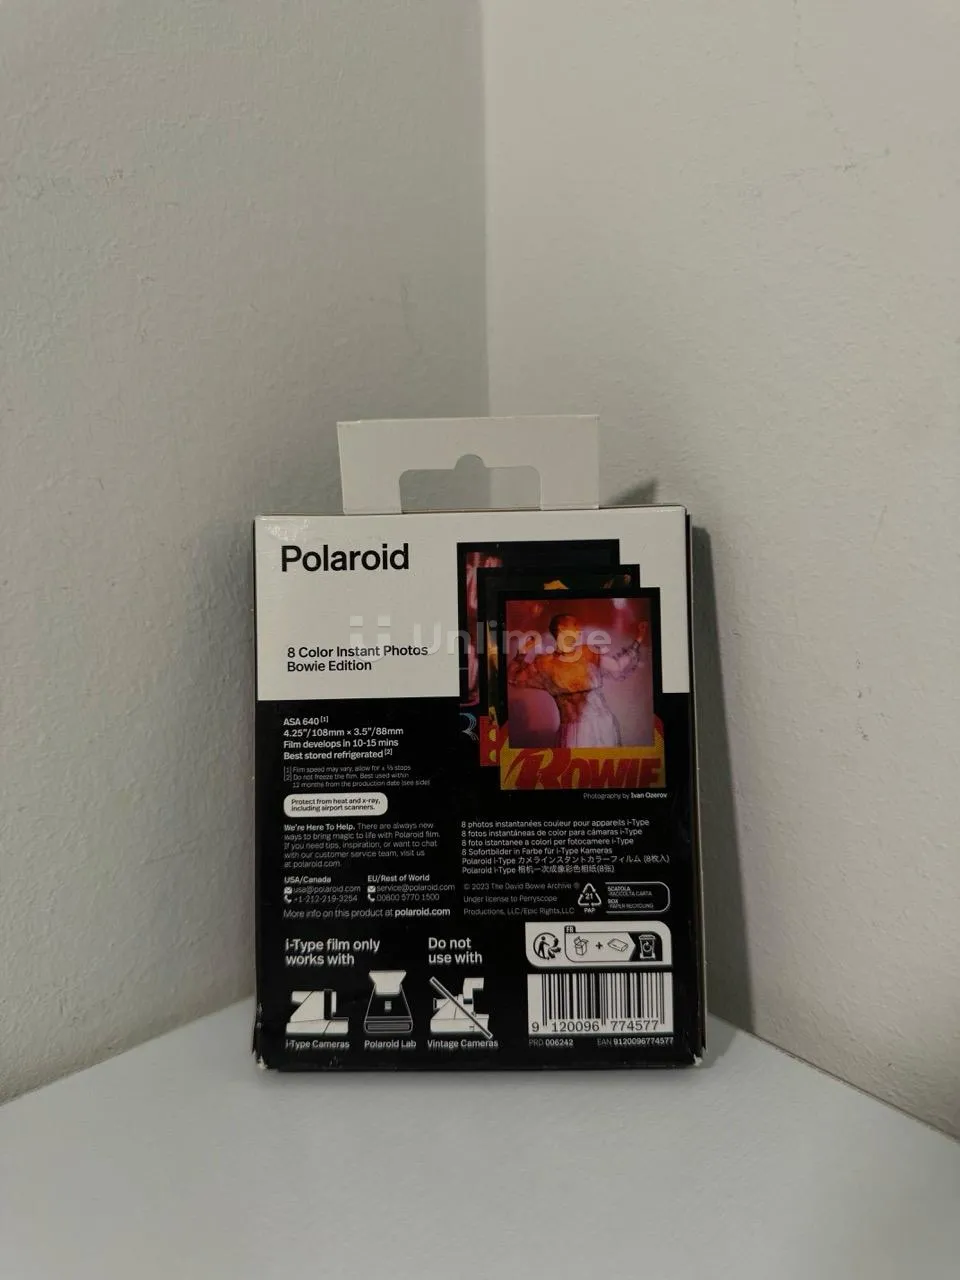 Polaroid
Unlim.ge
8 Color Instant Photos
Bowie Edition
ASA 640 [1]
4.25"/108mm × 3.5"/88mm
Film develops in 10-15 mins
Best stored refrigerated [2]
[1] Film speed may vary, allow for ± ⅓ stops
[2] Do not freeze the film. Best used within
12 months from the production date (see side)
Protect from heat and x-ray,
including airport scanners.
We're Here To Help. There are always new
ways to bring magic to life with Polaroid film.
If you need tips, inspiration, or want to chat
with our customer service team, visit us
at polaroid.com.
USA/Canada
usa@polaroid.com
+1-212-219-3254
EU/Rest of World
service@polaroid.com
00800 5770 1500
More info on this product at polaroid.com
i-Type film only
works with
Do not
use with
i-Type Cameras
Polaroid Lab
Vintage Cameras
BOWIE
Photography by Ivan Ozerov
8 photos instantanées couleur pour appareils i-Type
8 fotos instantáneas de color para cámaras i-Type
8 foto istantanee a colori per fotocamere i-Type
8 Sofortbilder in Farbe für i-Type Kameras
Polaroid i-Type カメラインスタントカラーフィルム (8枚入)
Polaroid i-Type 相机一次成像彩色相纸(8张)
© 2023 The David Bowie Archive ®
Under license to Perryscope
Productions, LLC/Epic Rights, LLC
21
PAP
SCATOLA
-RACCOLTA CARTA
BOX
-PAPER RECYCLING
FR
+
9 120096 774577
PRD 006242
EAN 9120096774577